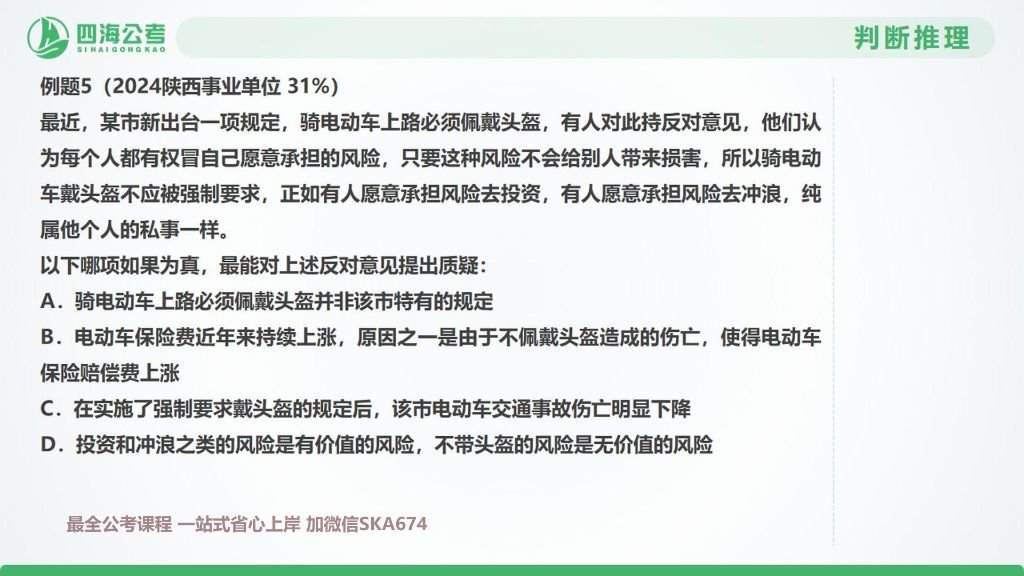 四海公考
SIHAIGONGKAO
判断推理
例题5（2024陕西事业单位 31%）
最近，某市新出台一项规定，骑电动车上路必须佩戴头盔，有人对此持反对意见，他们认
为每个人都有权冒自己愿意承担的风险，只要这种风险不会给别人带来损害，所以骑电动
车戴头盔不应被强制要求，正如有人愿意承担风险去投资，有人愿意承担风险去冲浪，纯
属他个人的私事一样。
以下哪项如果为真，最能对上述反对意见提出质疑：
A．骑电动车上路必须佩戴头盔并非该市特有的规定
B．电动车保险费近年来持续上涨，原因之一是由于不佩戴头盔造成的伤亡，使得电动车
保险赔偿费上涨
C．在实施了强制要求戴头盔的规定后，该市电动车交通事故伤亡明显下降
D．投资和冲浪之类的风险是有价值的风险，不带头盔的风险是无价值的风险
最全公考课程 一站式省心上岸 加微信SKA674